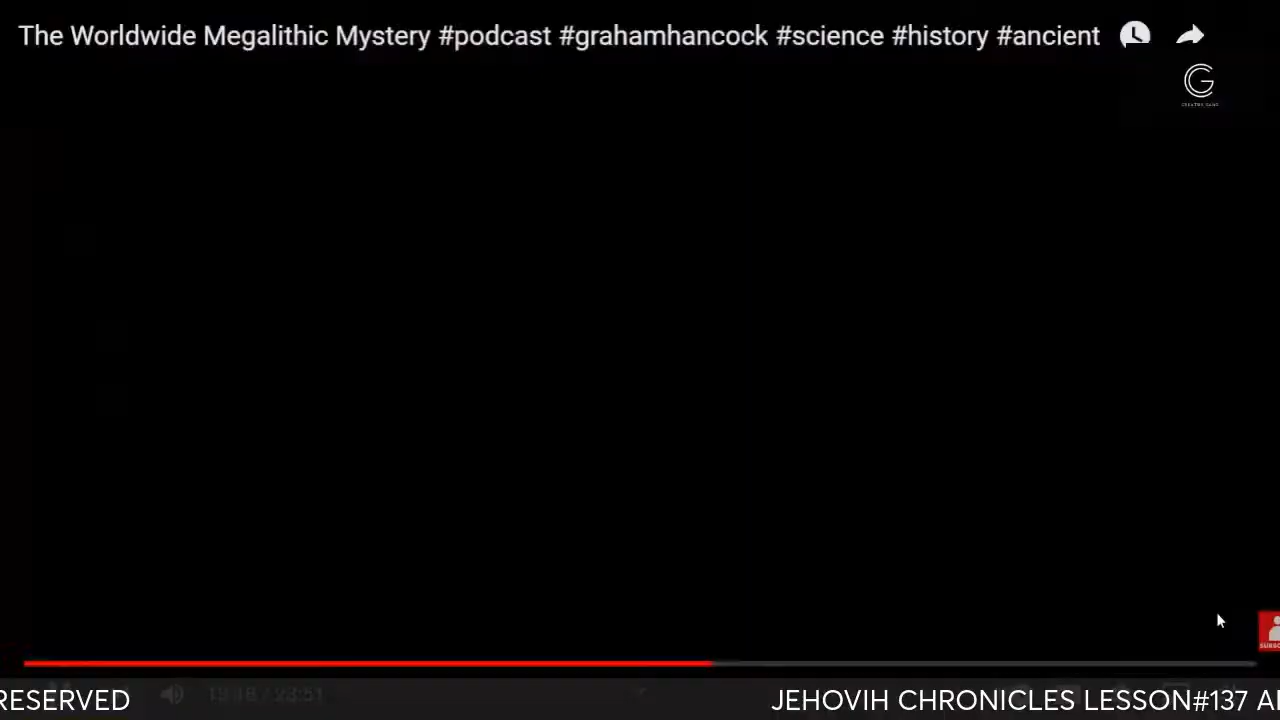 The Worldwide Megalithic Mystery #podcast #grahamhancock #science #history #ancient
G
RESERVED
JEHOVIH CHRONICLES LESSON#137